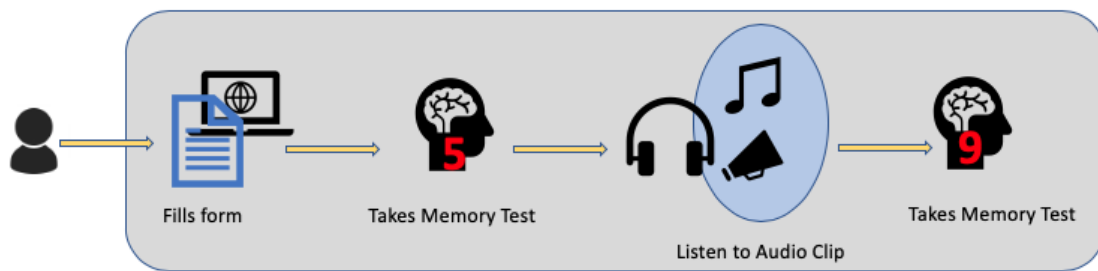 5
9
Fills form
Takes Memory Test
Listen to Audio Clip
Takes Memory Test